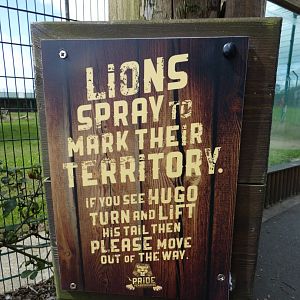 LIONS
SPRAY TO
MARK THEIR
TERRITORY.
IF YOU SEE HUGO
TURN AND LIFT
HIS TAIL THEN
PLEASE MOVE
OUT OF THE WAY.
PRIDE